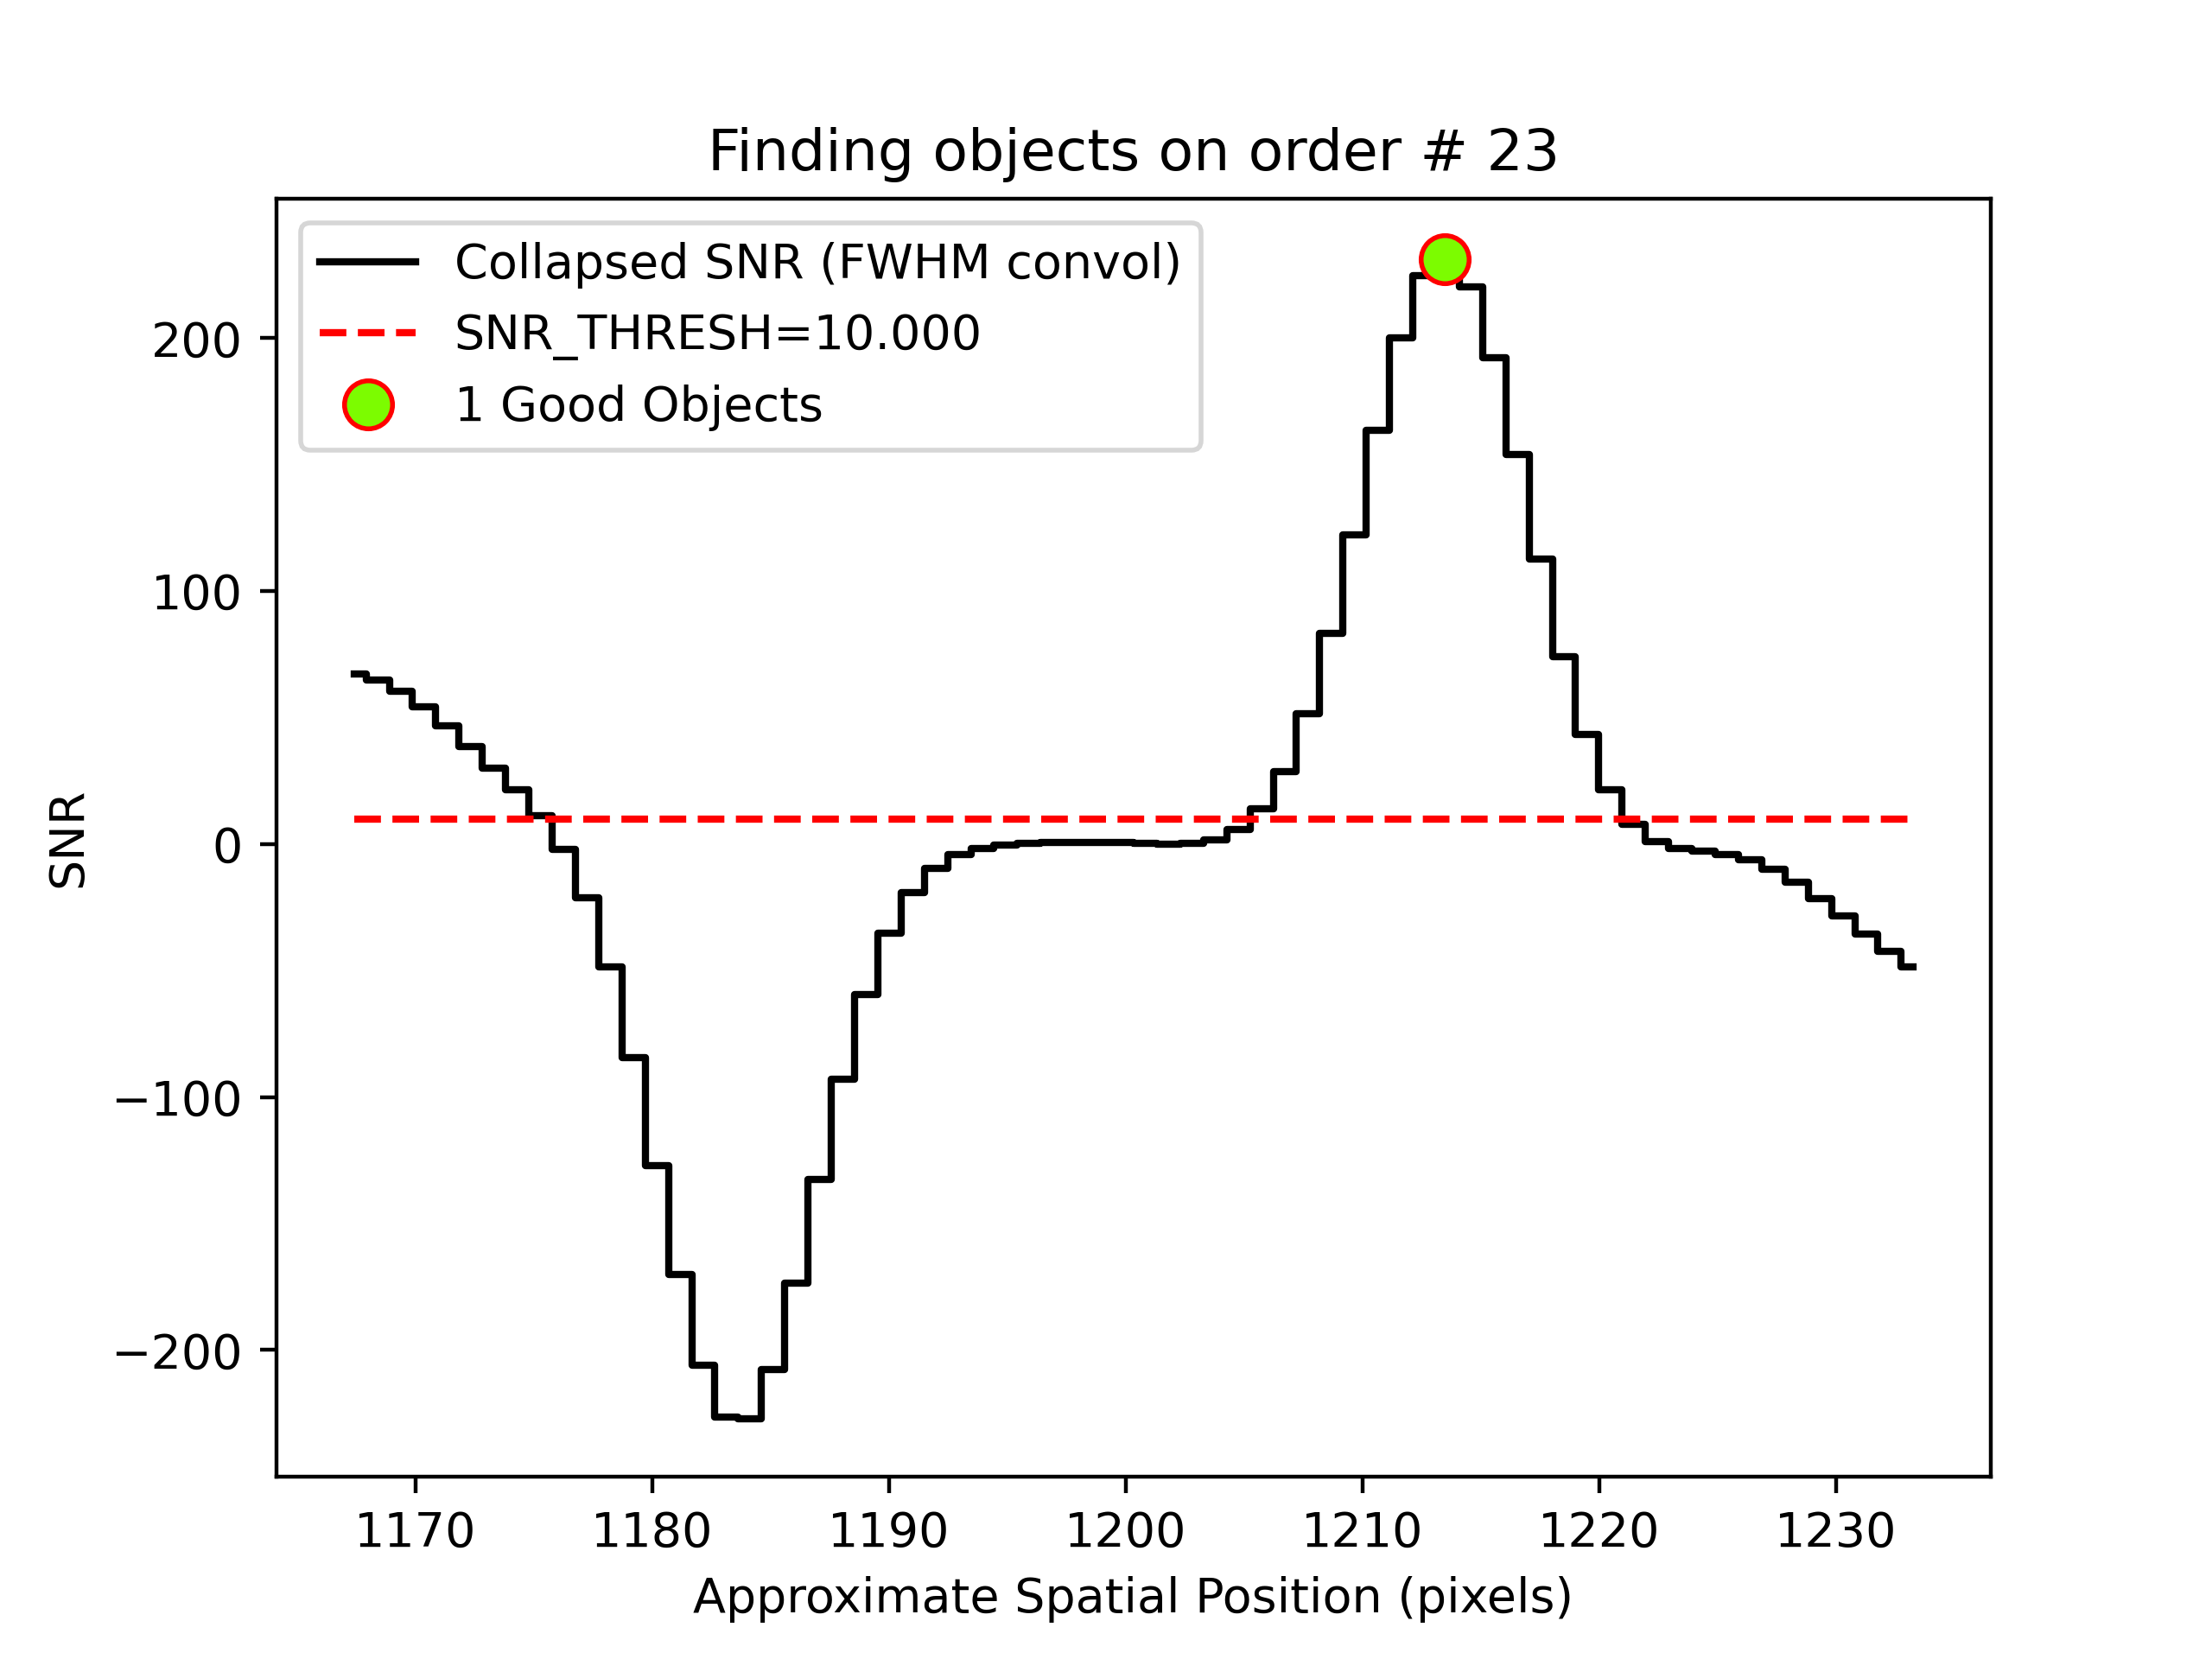 Finding objects on order # 23
Collapsed SNR (FWHM convol)
SNR_THRESH=10.000
1 Good Objects
200
100
0
−100
−200
SNR
1170 1180 1190 1200 1210 1220 1230
Approximate Spatial Position (pixels)